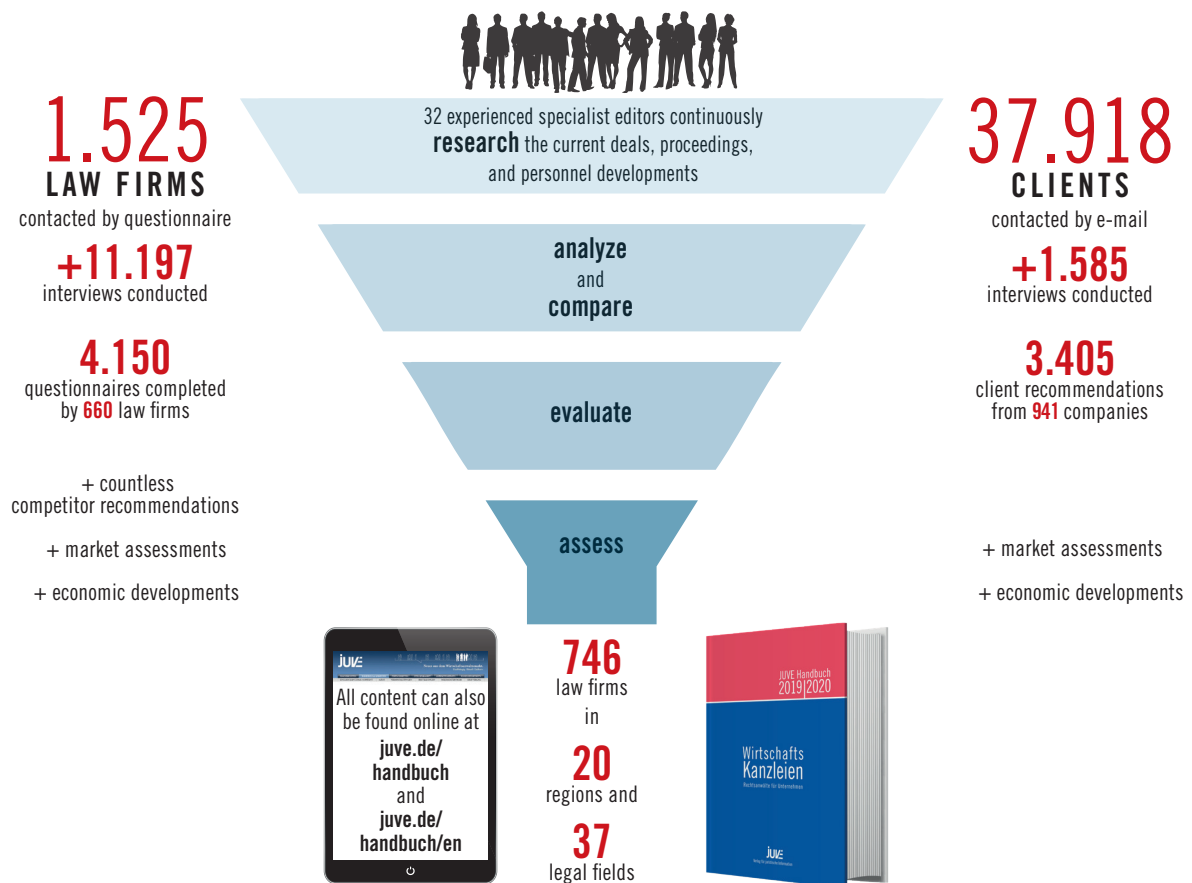 1.525
LAW FIRMS
contacted by questionnaire
+11.197
interviews conducted
4.150
questionnaires completed
by 660 law firms
+ countless
competitor recommendations
+ market assessments
+ economic developments
32 experienced specialist editors continuously
research the current deals, proceedings,
and personnel developments
analyze
and
compare
evaluate
assess
37.918
CLIENTS
contacted by e-mail
+1.585
interviews conducted
3.405
client recommendations
from 941 companies
+ market assessments
+ economic developments
JUVE
All content can also
be found online at
juve.de/
handbuch
and
juve.de/
handbuch/en
746
law firms
in
20
regions and
37
legal fields
JUVE Handbuch
2019|2020
Wirtschafts
Kanzleien
Rechtsanwälte für Unternehmen
JUVE